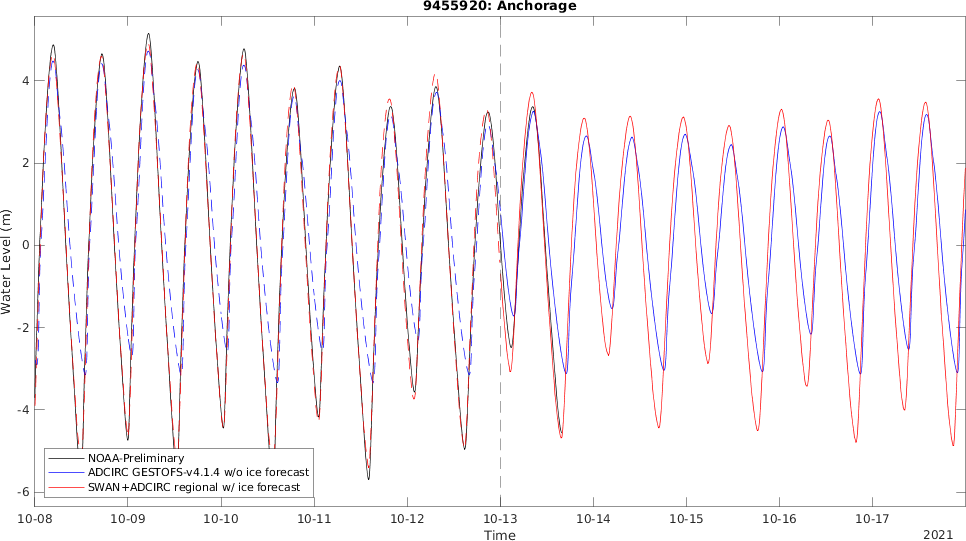 9455920: Anchorage
Water Level (m)
4
2
0
-2
-4
-6
NOAA-Preliminary
ADCIRC GESTOFS-v4.1.4 w/o ice forecast
SWAN+ADCIRC regional w/ ice forecast
10-08 10-09 10-10 10-11 10-12 10-13 10-14 10-15 10-16 10-17
Time
2021